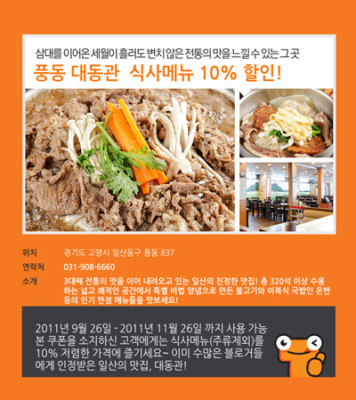 삼대를 이어온 세월이 흘러도 변치 않은 전통의 맛을 느낄 수 있는 그 곳
풍동 대동관 식사메뉴 10% 할인!
위치 경기도 고양시 일산동구 풍동 837
연락처 031-908-6660
소개 3대째 전통의 맛을 이어 내려오고 있는 일산의 진정한 맛집! 총 320석 이상 수용
하는 넓고 쾌적인 공간에서 특별 비법 양념으로 만든 불고기와 이북식 국밥인 온반
등의 인기 만점 메뉴들을 맛보세요!
2011년 9월 26일 - 2011년 11월 26일 까지 사용 가능
본 쿠폰을 소지하신 고객에게는 식사메뉴(주류제외)를
10% 저렴한 가격에 즐기세요~ 이미 수많은 블로거들
에게 인정받은 일산의 맛집, 대동관!